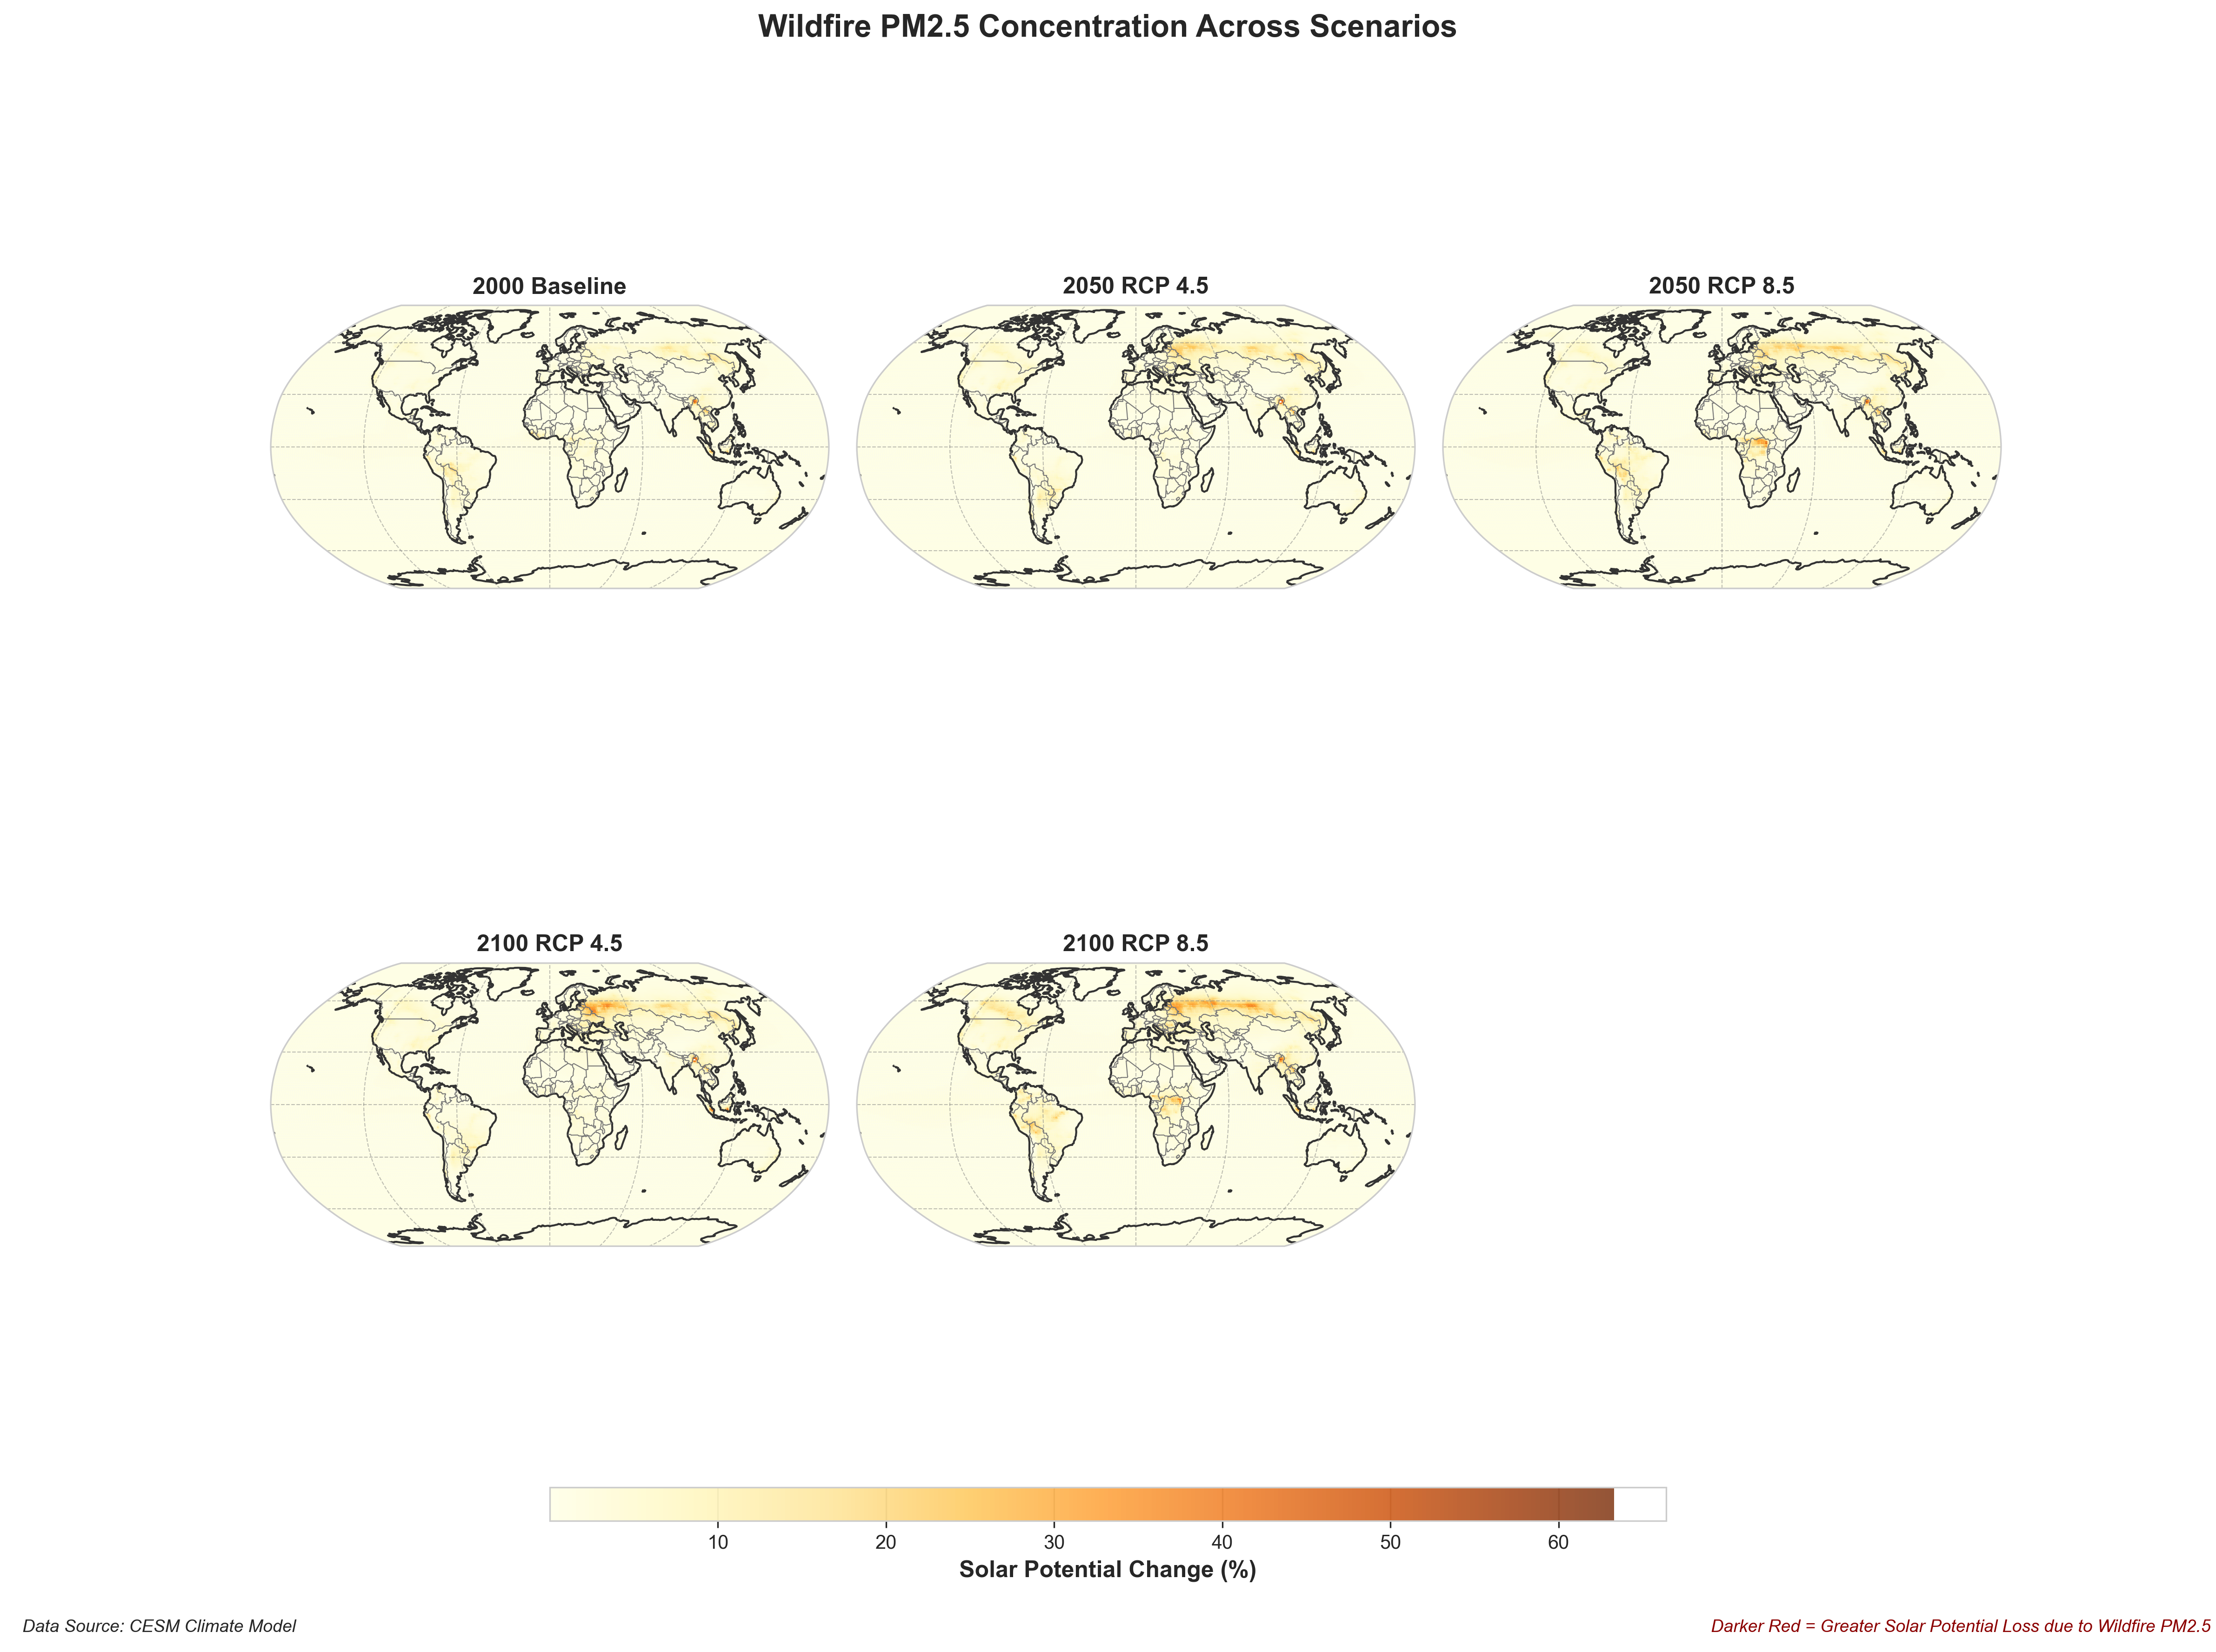 Wildfire PM2.5 Concentration Across Scenarios
2000 Baseline
2050 RCP 4.5
2050 RCP 8.5
2100 RCP 4.5
2100 RCP 8.5
10 20 30 40 50 60
Solar Potential Change (%)
Data Source: CESM Climate Model
Darker Red = Greater Solar Potential Loss due to Wildfire PM2.5